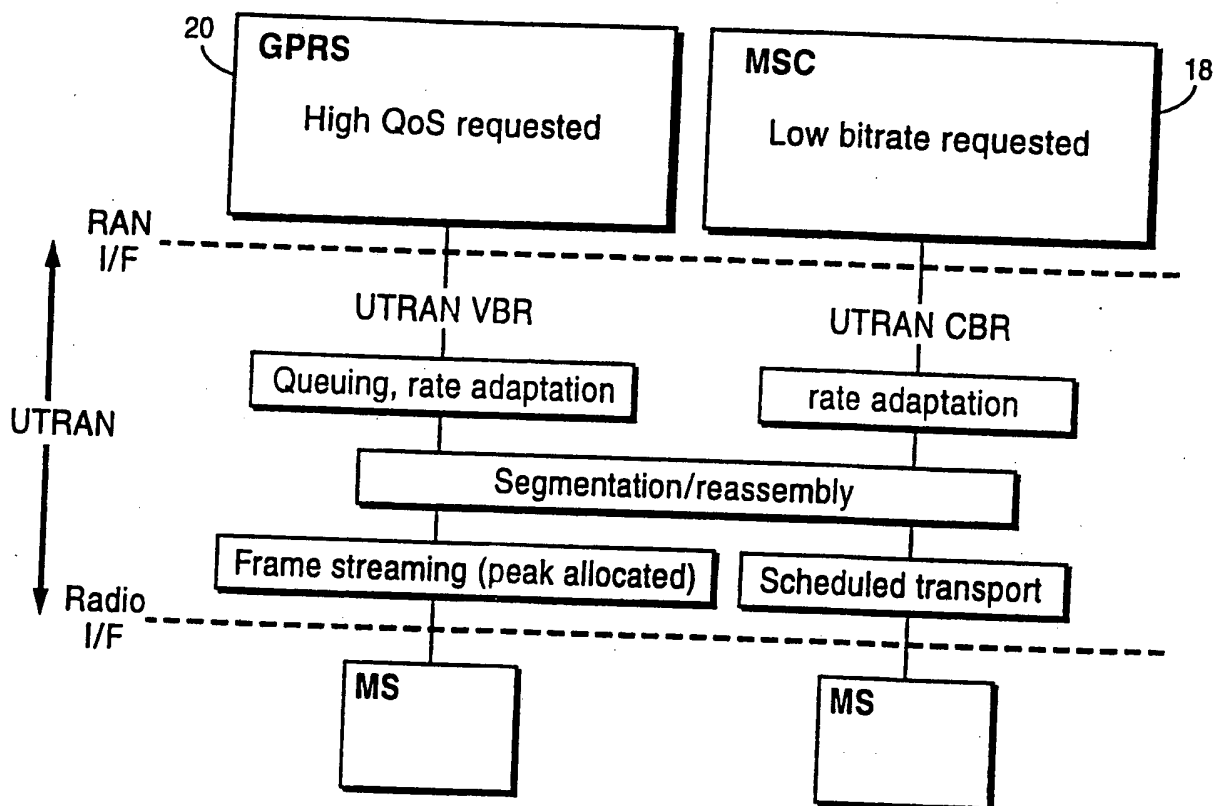 20
GPRS
High QoS requested
MSC
Low bitrate requested
18
RAN
I/F
UTRAN VBR
UTRAN CBR
Queuing, rate adaptation
rate adaptation
UTRAN
Segmentation/reassembly
Frame streaming (peak allocated)
Scheduled transport
Radio
I/F
MS
MS